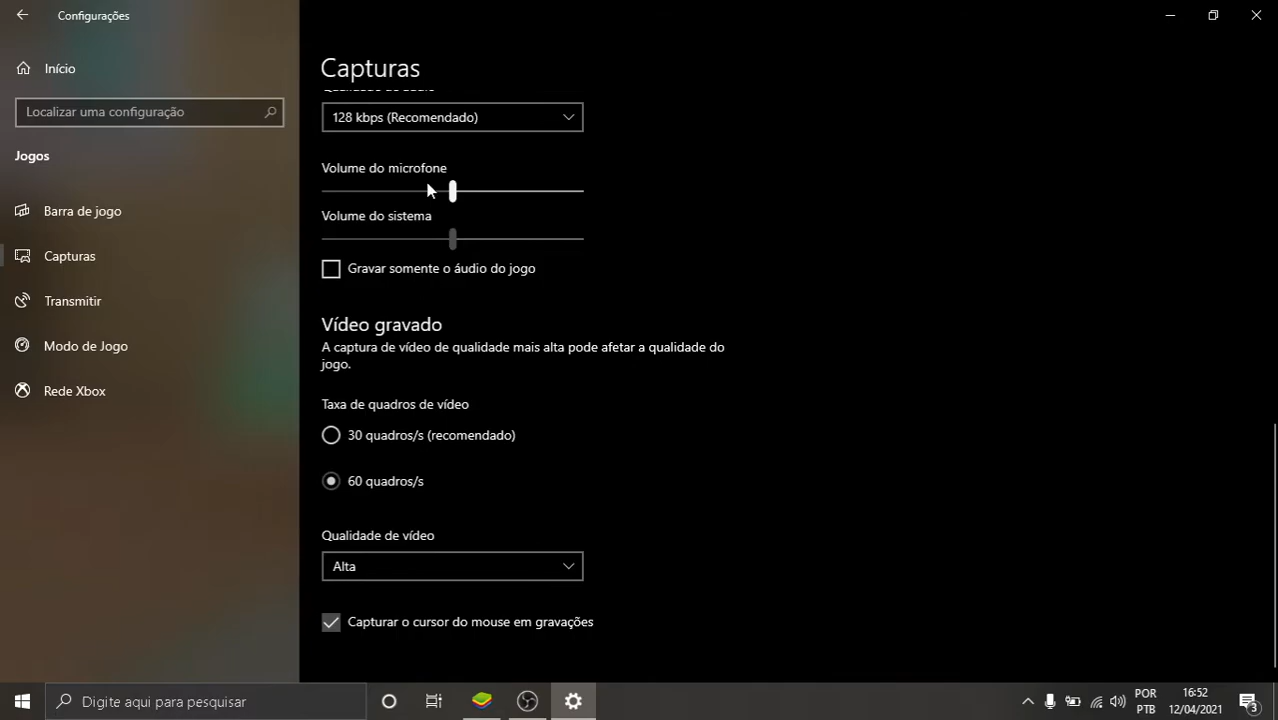 Configurações
Início
Localizar uma configuração
Jogos
Barra de jogo
Capturas
Transmitir
Modo de Jogo
Rede Xbox
Capturas
128 kbps (Recomendado)
Volume do microfone
Volume do sistema
Gravar somente o áudio do jogo
Vídeo gravado
A captura de vídeo de qualidade mais alta pode afetar a qualidade do
jogo.
Taxa de quadros de vídeo
30 quadros/s (recomendado)
60 quadros/s
Qualidade de vídeo
Alta
Capturar o cursor do mouse em gravações
Digite aqui para pesquisar
POR
PTB
16:52
12/04/2021
3